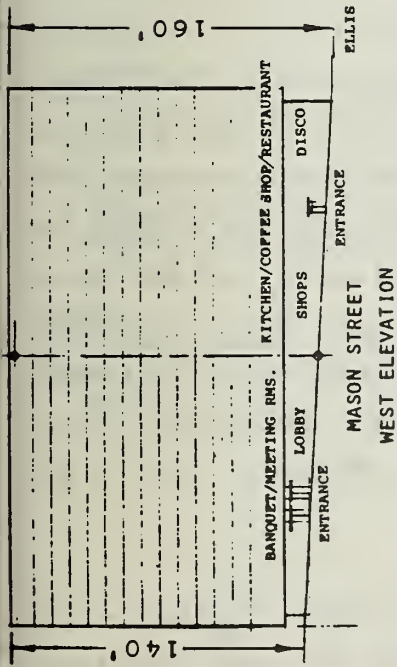 160'
ELLIS
BANQUET/MEETING RMS. KITCHEN/COFFEE SHOP/RESTAURANT
LOBBY SHOPS DISCO
ENTRANCE ENTRANCE
140'
MASON STREET
WEST ELEVATION